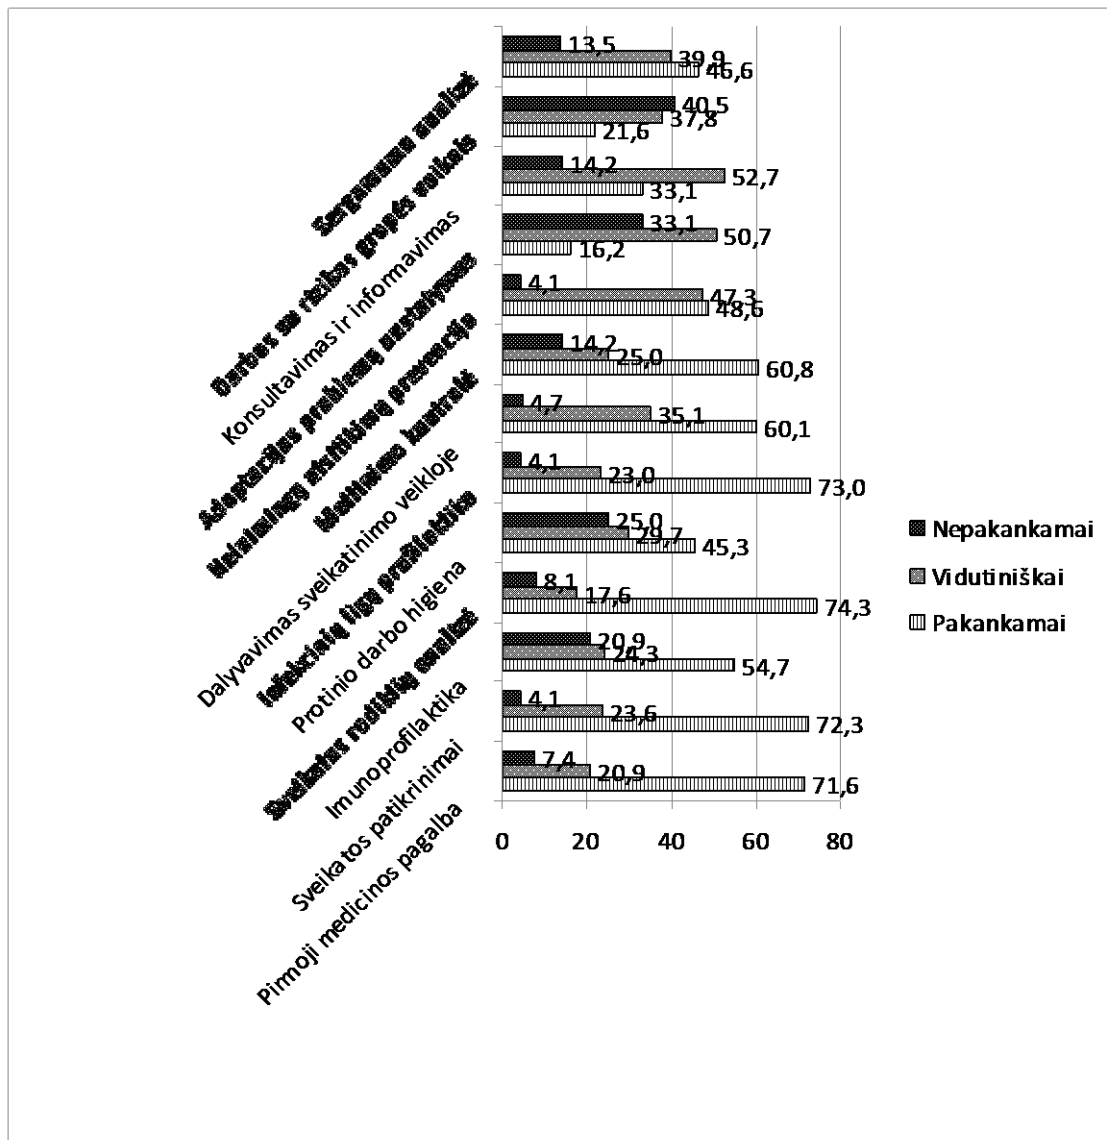 13,5
39,9
46,6
Sergamumo analizė
40,5
37,8
21,6
Darbas su rizikos grupės vaikais
14,2
52,7
33,1
Konsultavimas ir informavimas
33,1
50,7
16,2
Adaptacijos problemų nustatymas
4,1
47,3
48,6
Nelaimingų atsitikimų prevencija
14,2
25,0
60,8
Maitinimo kontrolė
4,7
35,1
60,1
Dalyvavimas sveikatinimo veikloje
4,1
23,0
73,0
Infekcinių ligų profilaktika
25,0
29,7
45,3
Protinio darbo higiena
8,1
17,6
74,3
Sveikatos rodiklių analizė
20,9
24,3
54,7
Imunoprofilaktika
4,1
23,6
72,3
Sveikatos patikrinimai
7,4
20,9
71,6
Pirmoji medicinos pagalba
0 20 40 60 80
Nepakankamai
Vidutiniškai
Pakankamai